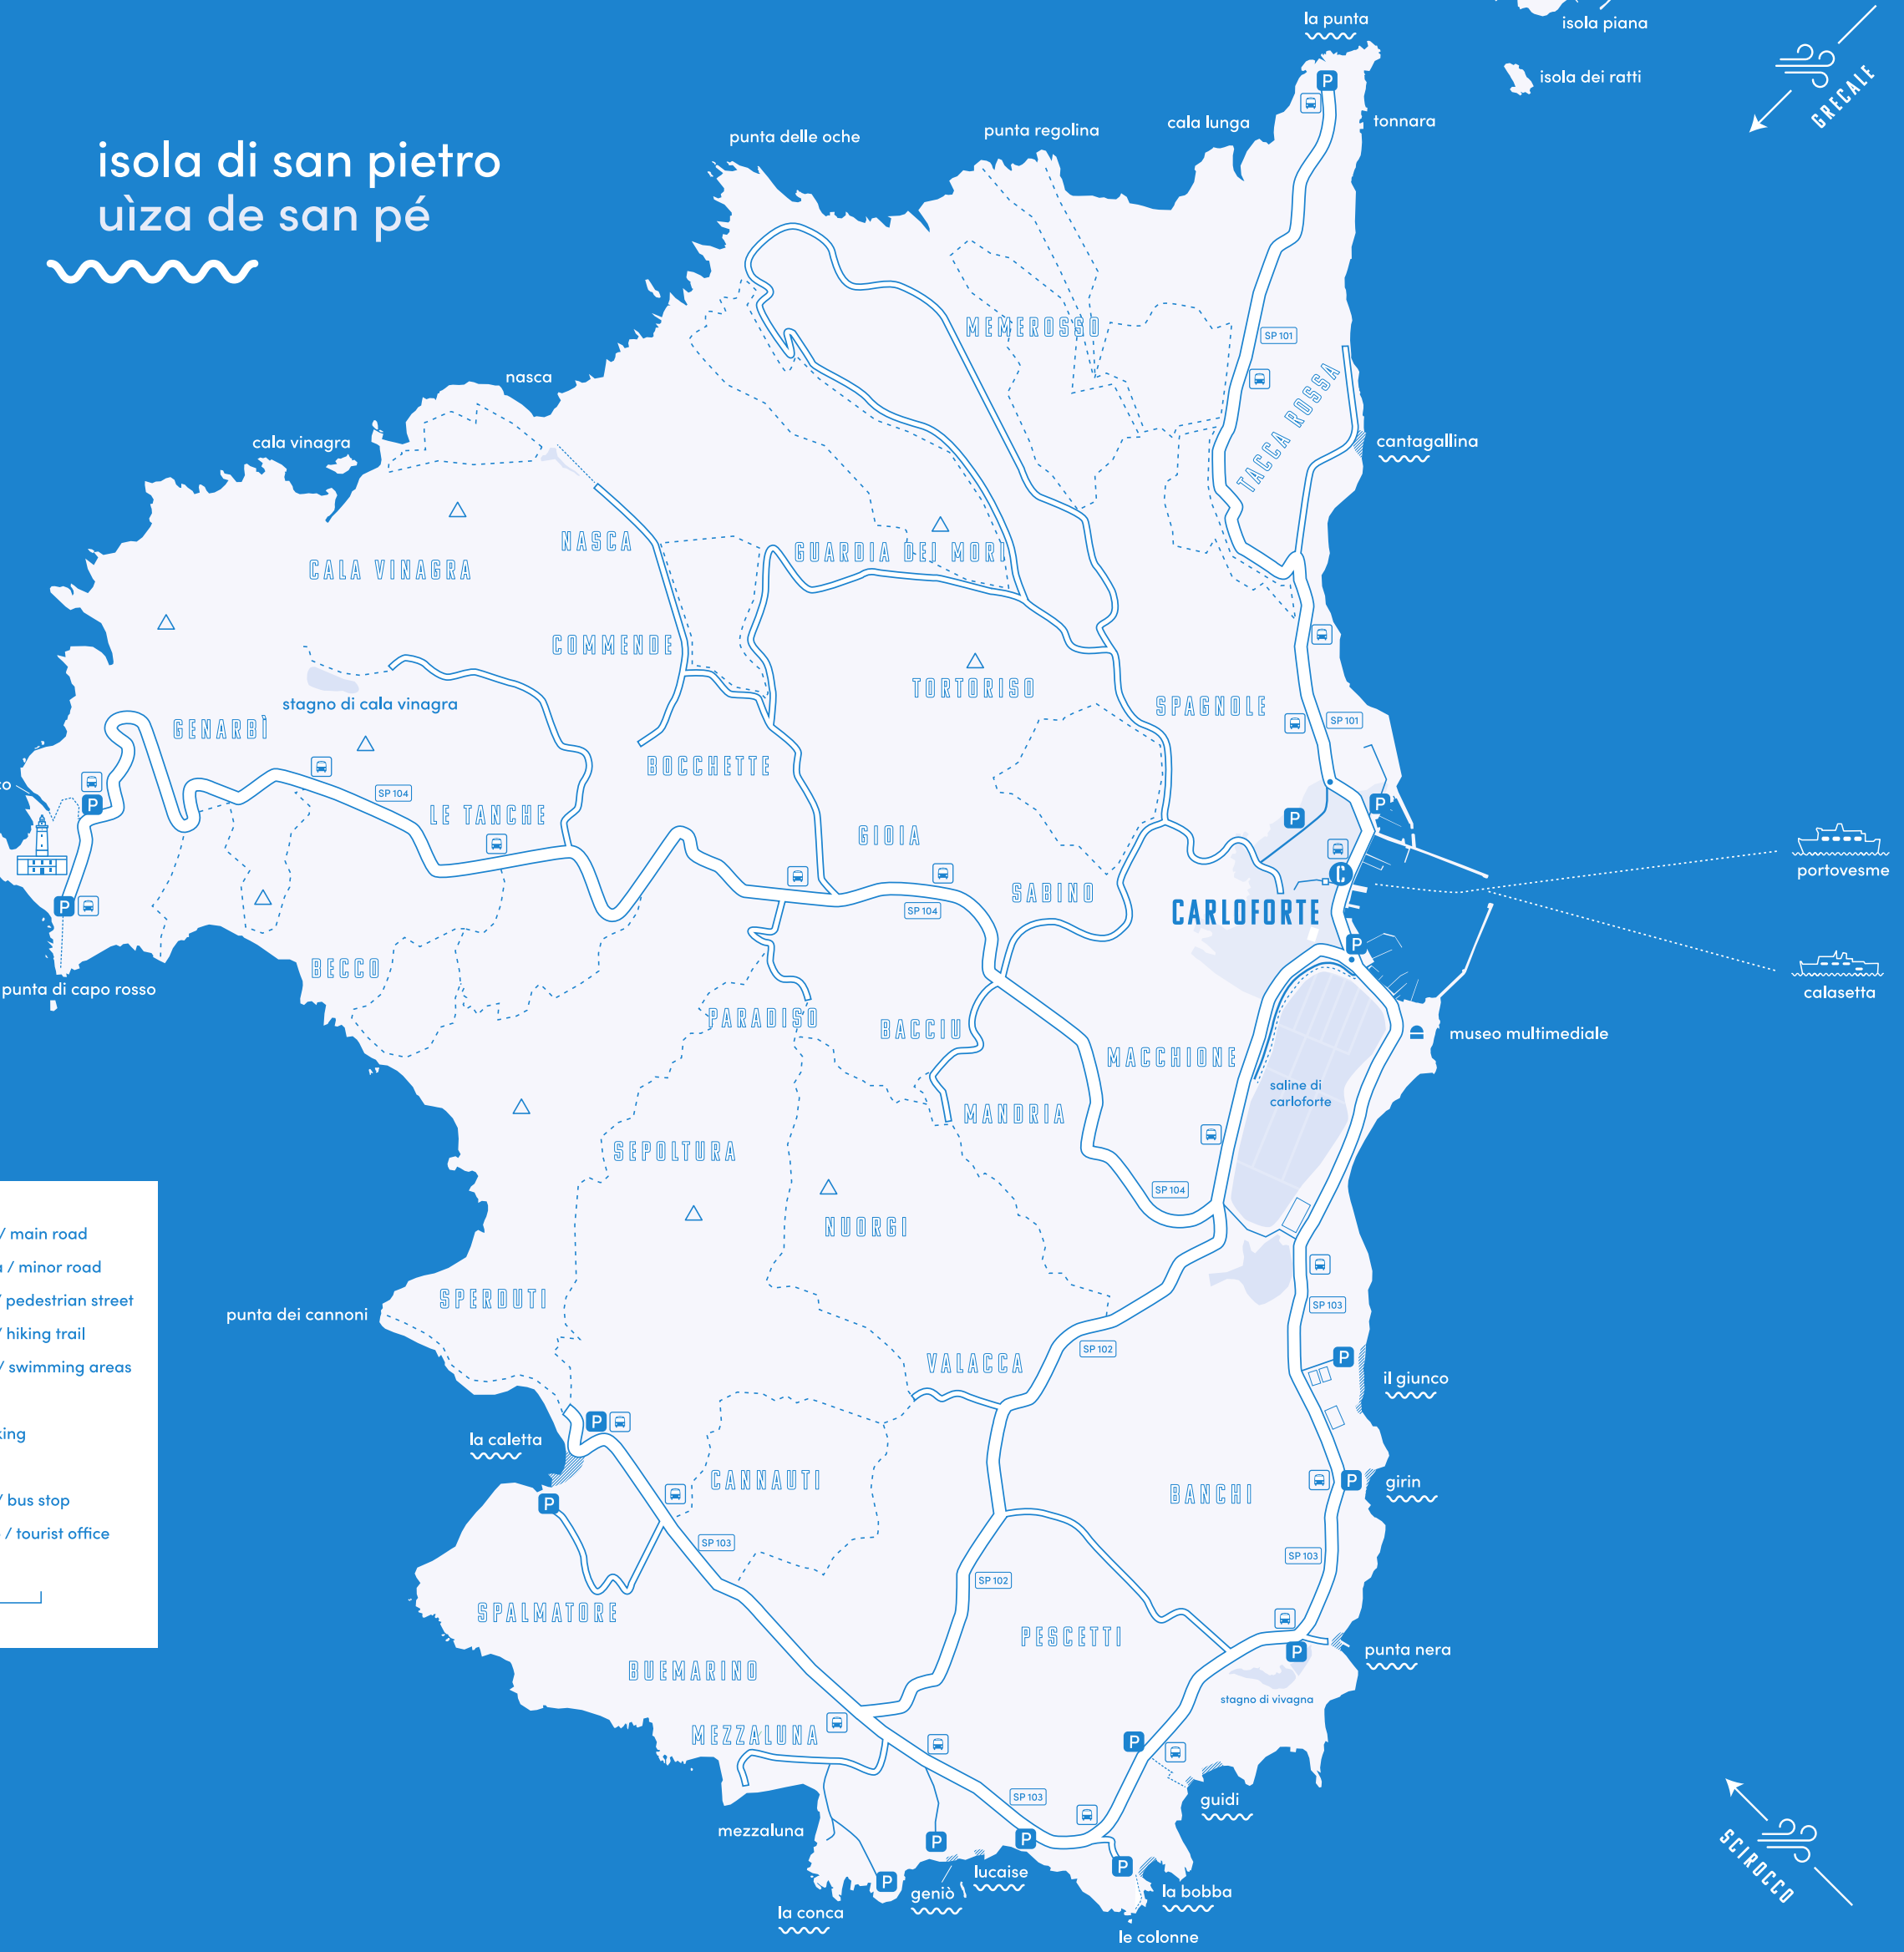 la punta
isola piana
isola dei ratti
GRECALE
tonnara
cala lunga
punta regolina
punta delle oche
isola di san pietro
uìza de san pé
MEMEROSSO
SP 101
TACCA ROSSA
nasca
cala vinagra
cantagallina
NASCA
GUARDIA DEI MORI
CALA VINAGRA
COMMENDE
TORTORISO
SPAGNOLE
stagno di cala vinagra
SP 101
GENARBÌ
BOCCHETTE
P
co
SP 104
LE TANCHE
P
P
GIOIA
portovesme
C
SABINO
SP 104
CARLOFORTE
P
P
BECCO
punta di capo rosso
calasetta
PARADISO
BACCIU
museo multimediale
MACCHIONE
saline di
carloforte
MANDRIA
SEPOLTURA
SP 104
NUORGI
/ main road
a / minor road
/ pedestrian street
/ hiking trail
/ swimming areas
king
/ bus stop
/ tourist office
SPERDUTI
punta dei cannoni
SP 103
SP 102
VALACCA
P
il giunco
P
la caletta
CANNAUTI
BANCHI
P
girin
P
SP 103
SP 103
SP 102
SPALMATORE
PESCETTI
P
punta nera
BUEMARINO
stagno di vivagna
MEZZALUNA
P
SP 103
guidi
mezzaluna
P
P
P
P
lucaise
geniò
la bobba
la conca
le colonne
SCIROCCO
P